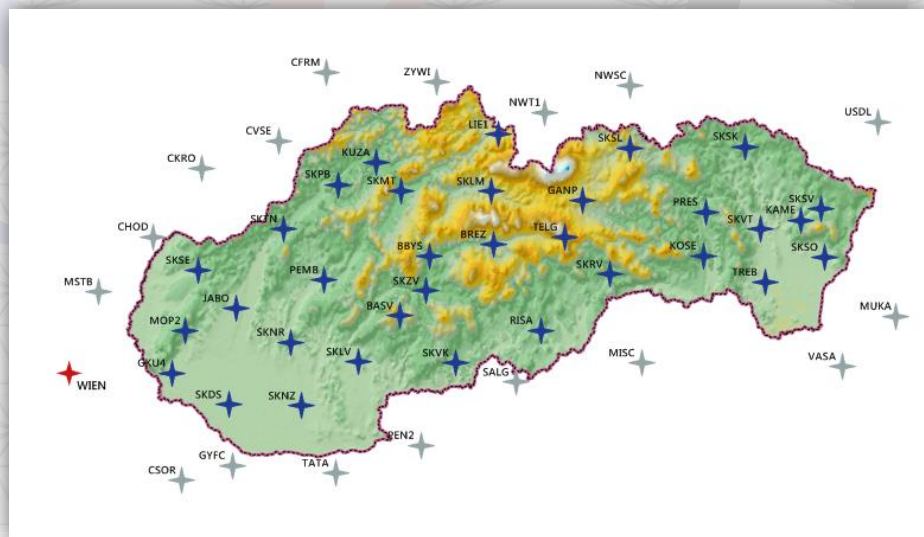 CFRM
ZYWI
NWSC
NWT1
USDL
LIE1
CVSE
SKSL
SKSK
KUZA
CKRO
SKPB
SKMT
SKLM
GANP
PRES
SKSV
KAME
SKVT
SKTN
CHOD
BREZ
TELG
BBYS
KOSE
SKSO
SKSE
PEMB
SKRV
TREB
MSTB
SKZV
JABO
BASV
MUKA
MOP2
RISA
SKNR
SKLV
SKVK
MISC
VASA
GKU4
SALG
WIEN
SKDS
SKNZ
PEN2
GYFC
TATA
CSOR